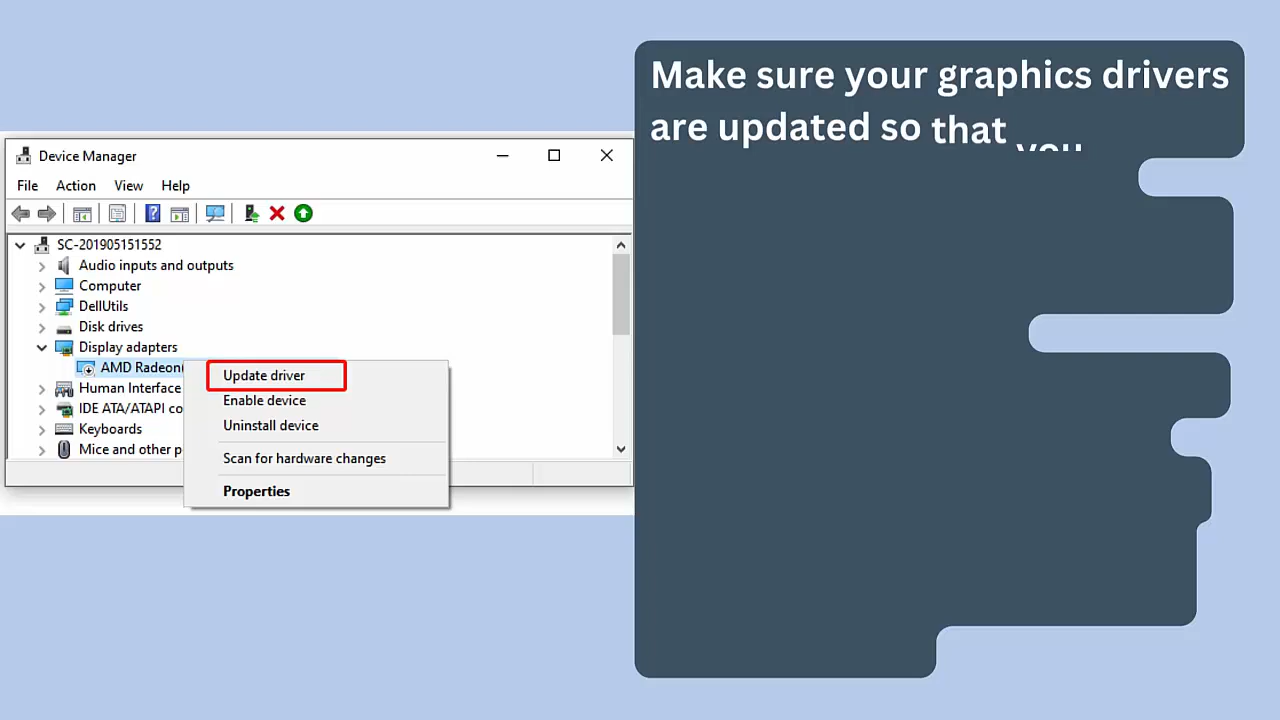 Make sure your graphics drivers
are updated so that you
Device Manager
File Action View Help
SC-201905151552
Audio inputs and outputs
Computer
DellUtils
Disk drives
Display adapters
AMD Radeon(
Human Interface
IDE ATA/ATAPI co
Keyboards
Mice and other p
Update driver
Enable device
Uninstall device
Scan for hardware changes
Properties